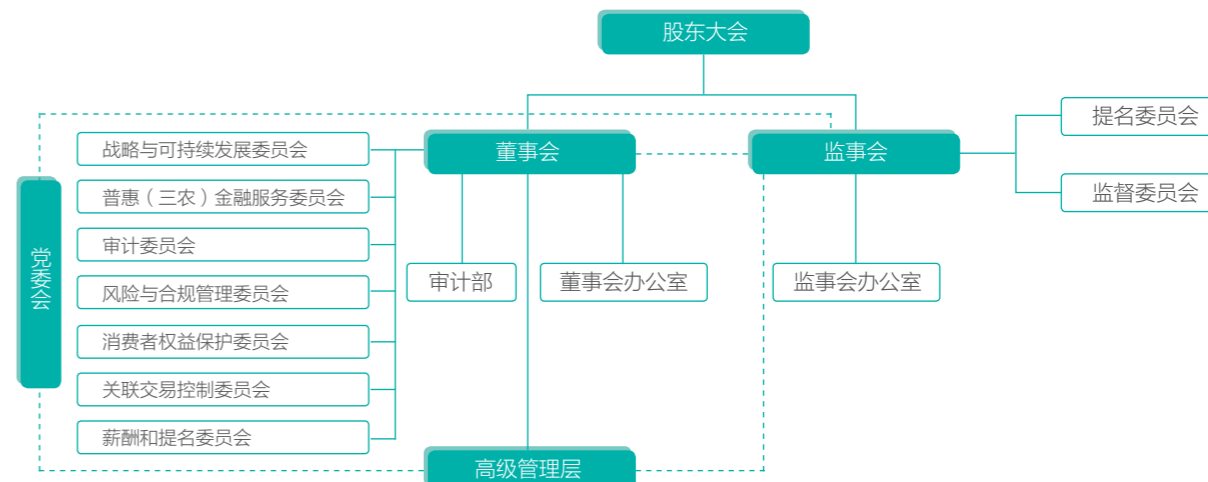 股东大会
董事会
监事会
提名委员会
监督委员会
党委会
战略与可持续发展委员会
普惠（三农）金融服务委员会
审计委员会
风险与合规管理委员会
消费者权益保护委员会
关联交易控制委员会
薪酬和提名委员会
审计部
董事会办公室
监事会办公室
高级管理层